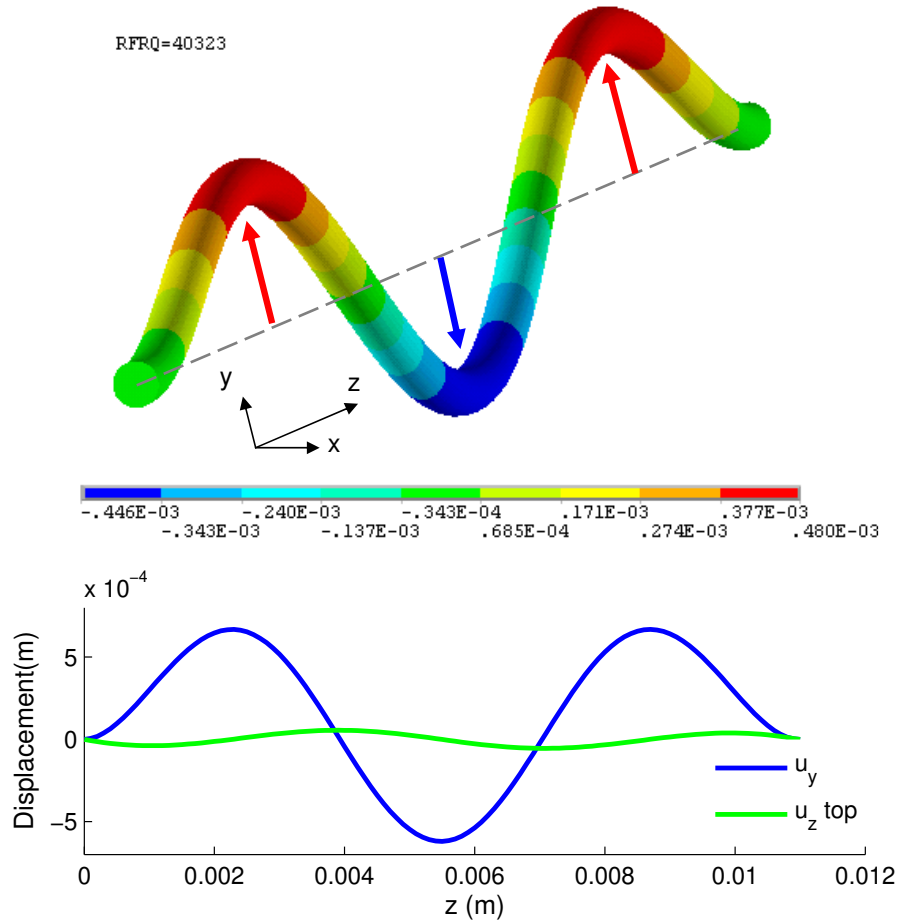 RFRQ=40323
y
z
x
-.446E-03 -.240E-03 -.343E-04 .171E-03 .377E-03
-.343E-03 -.137E-03 .685E-04 .274E-03 .480E-03
x 10⁻⁴
Displacement(m)
5
0
−5
u_y
u_z top
0 0.002 0.004 0.006 0.008 0.01 0.012
z (m)